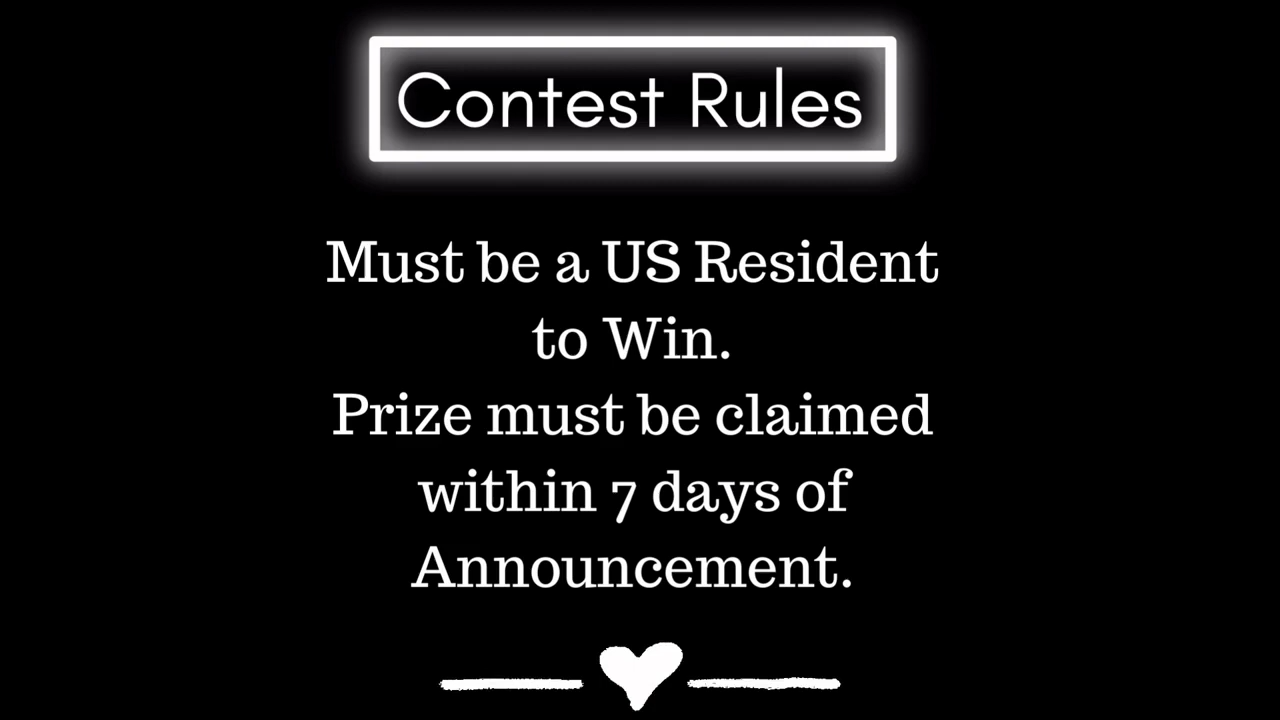 Contest Rules
Must be a US Resident
to Win.
Prize must be claimed
within 7 days of
Announcement.